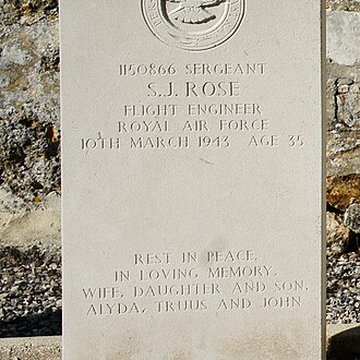 1150866 SERGEANT
S.J. ROSE
FLIGHT ENGINEER
ROYAL AIR FORCE
10TH MARCH 1943 AGE 35
REST IN PEACE.
IN LOVING MEMORY.
WIFE, DAUGHTER AND SON.
ALYDA, TRUUS AND JOHN